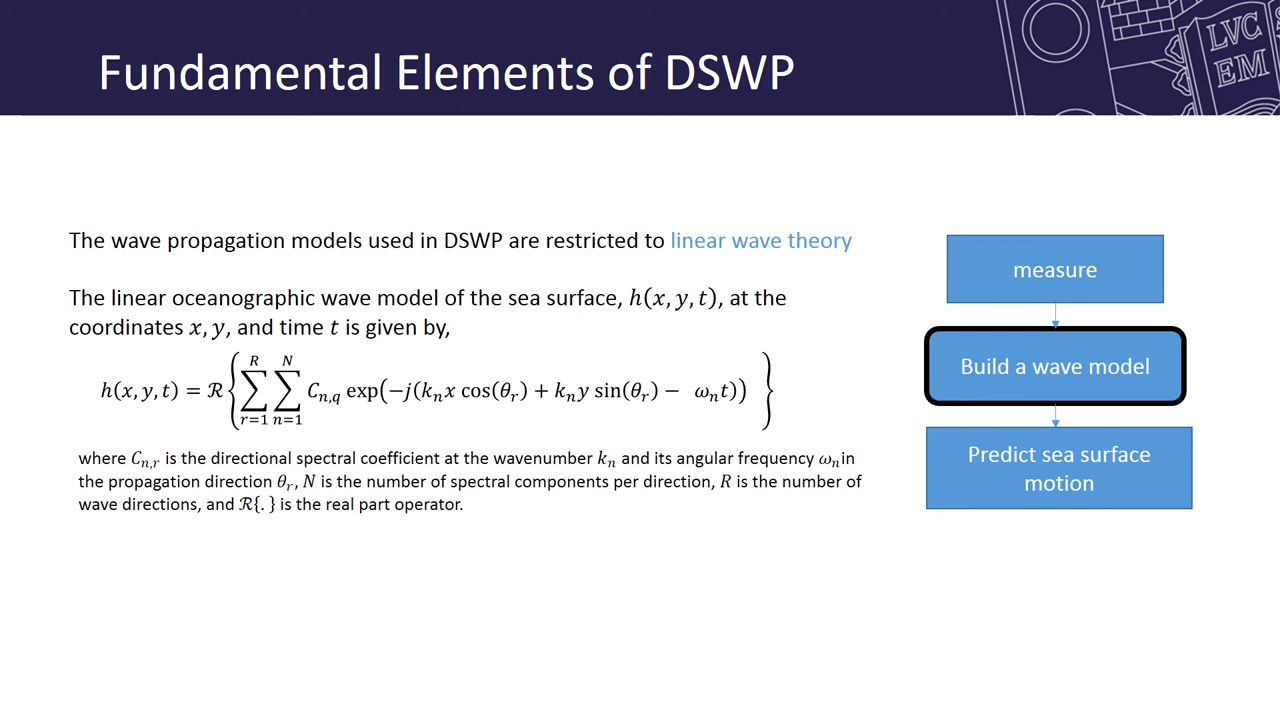 Fundamental Elements of DSWP
LVC
EM
The wave propagation models used in DSWP are restricted to linear wave theory
The linear oceanographic wave model of the sea surface, ℎ(𝑥, 𝑦, 𝑡), at the
coordinates 𝑥, 𝑦, and time 𝑡 is given by,
ℎ(𝑥, 𝑦, 𝑡) = ℛ{∑_{𝑟=1}^{𝑅} ∑_{𝑛=1}^{𝑁} 𝐶_{𝑛,𝑞} exp(−𝑗(𝑘_𝑛𝑥 cos(𝜃_𝑟) + 𝑘_𝑛𝑦 sin(𝜃_𝑟) − 𝜔_𝑛𝑡))}
where 𝐶_{𝑛,𝑟} is the directional spectral coefficient at the wavenumber 𝑘_𝑛 and its angular frequency 𝜔_𝑛 in
the propagation direction 𝜃_𝑟, 𝑁 is the number of spectral components per direction, 𝑅 is the number of
wave directions, and ℛ{. } is the real part operator.
measure
Build a wave model
Predict sea surface
motion